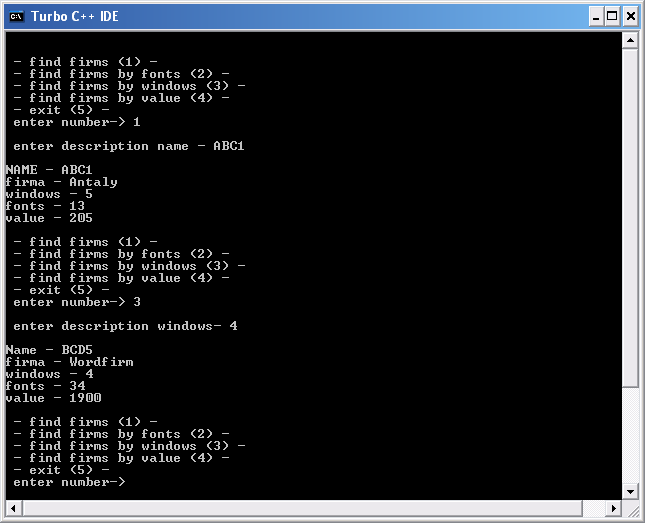 Turbo C++ IDE
- find firms (1) -
- find firms by fonts (2) -
- find firms by windows (3) -
- find firms by value (4) -
- exit (5) -
enter number-> 1
enter description name - ABC1
NAME - ABC1
firma - Antaly
windows - 5
fonts - 13
value - 205
- find firms (1) -
- find firms by fonts (2) -
- find firms by windows (3) -
- find firms by value (4) -
- exit (5) -
enter number-> 3
enter description windows- 4
Name - BCD5
firma - Wordfirm
windows - 4
fonts - 34
value - 1900
- find firms (1) -
- find firms by fonts (2) -
- find firms by windows (3) -
- find firms by value (4) -
- exit (5) -
enter number->